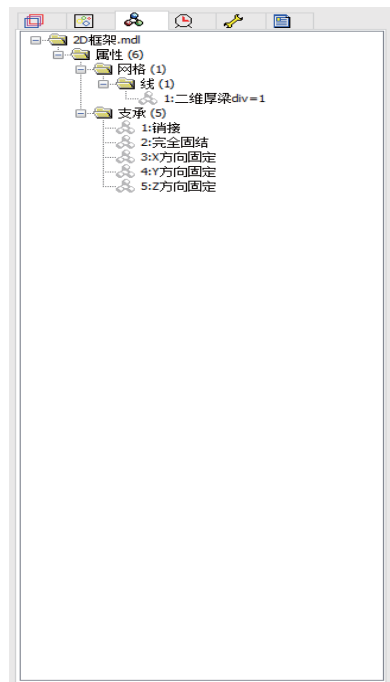 2D框架.mdl
属性 (6)
网格 (1)
线 (1)
1:二维厚梁div=1
支承 (5)
1:销接
2:完全固结
3:X方向固定
4:Y方向固定
5:Z方向固定